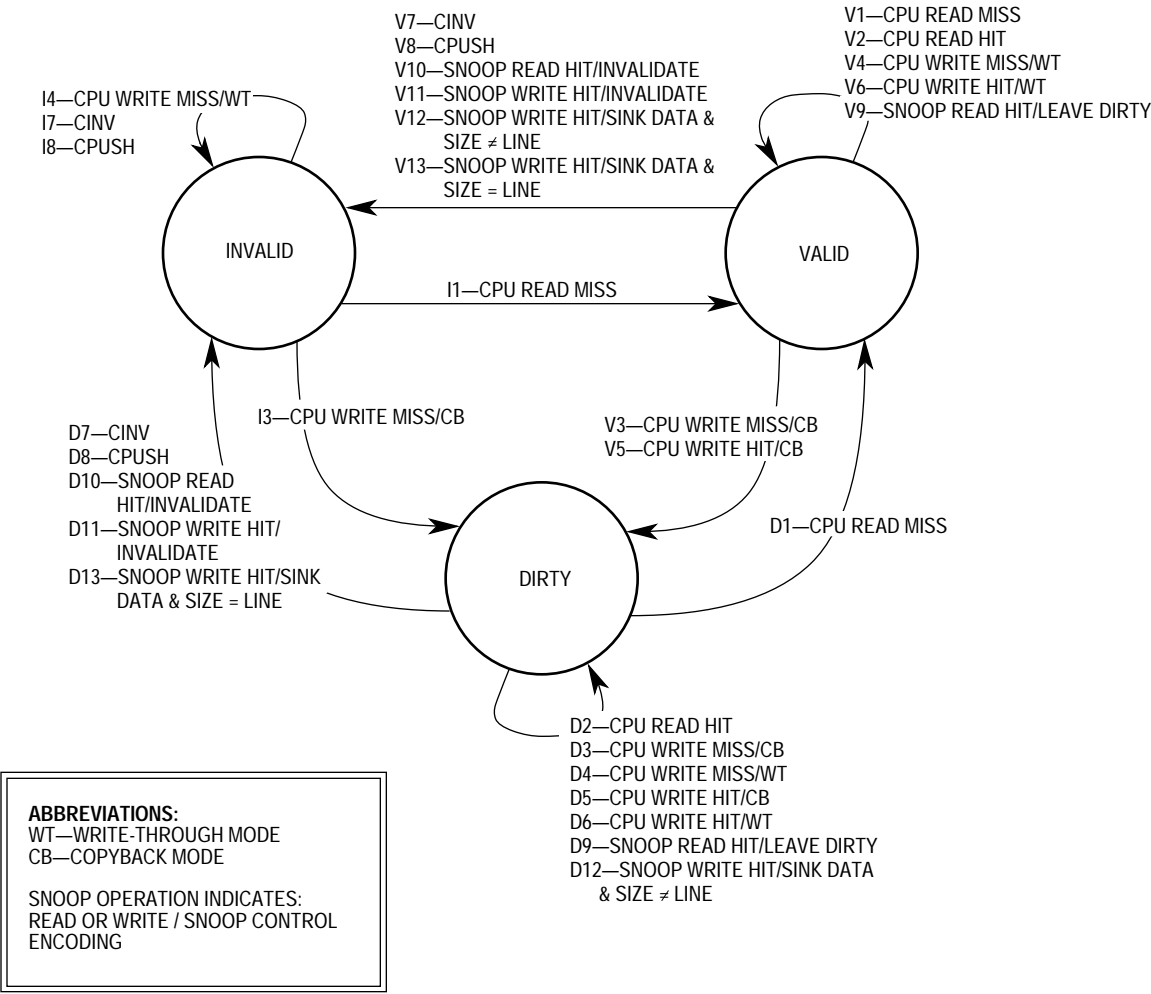 V7—CINV
V8—CPUSH
V10—SNOOP READ HIT/INVALIDATE
V11—SNOOP WRITE HIT/INVALIDATE
V12—SNOOP WRITE HIT/SINK DATA &
SIZE ≠ LINE
V13—SNOOP WRITE HIT/SINK DATA &
SIZE = LINE
V1—CPU READ MISS
V2—CPU READ HIT
V4—CPU WRITE MISS/WT
V6—CPU WRITE HIT/WT
V9—SNOOP READ HIT/LEAVE DIRTY
I4—CPU WRITE MISS/WT
I7—CINV
I8—CPUSH
INVALID
VALID
I1—CPU READ MISS
I3—CPU WRITE MISS/CB
V3—CPU WRITE MISS/CB
V5—CPU WRITE HIT/CB
D7—CINV
D8—CPUSH
D10—SNOOP READ
HIT/INVALIDATE
D11—SNOOP WRITE HIT/
INVALIDATE
D13—SNOOP WRITE HIT/SINK
DATA & SIZE = LINE
D1—CPU READ MISS
DIRTY
D2—CPU READ HIT
D3—CPU WRITE MISS/CB
D4—CPU WRITE MISS/WT
D5—CPU WRITE HIT/CB
D6—CPU WRITE HIT/WT
D9—SNOOP READ HIT/LEAVE DIRTY
D12—SNOOP WRITE HIT/SINK DATA
& SIZE ≠ LINE
ABBREVIATIONS:
WT—WRITE-THROUGH MODE
CB—COPYBACK MODE
SNOOP OPERATION INDICATES:
READ OR WRITE / SNOOP CONTROL
ENCODING